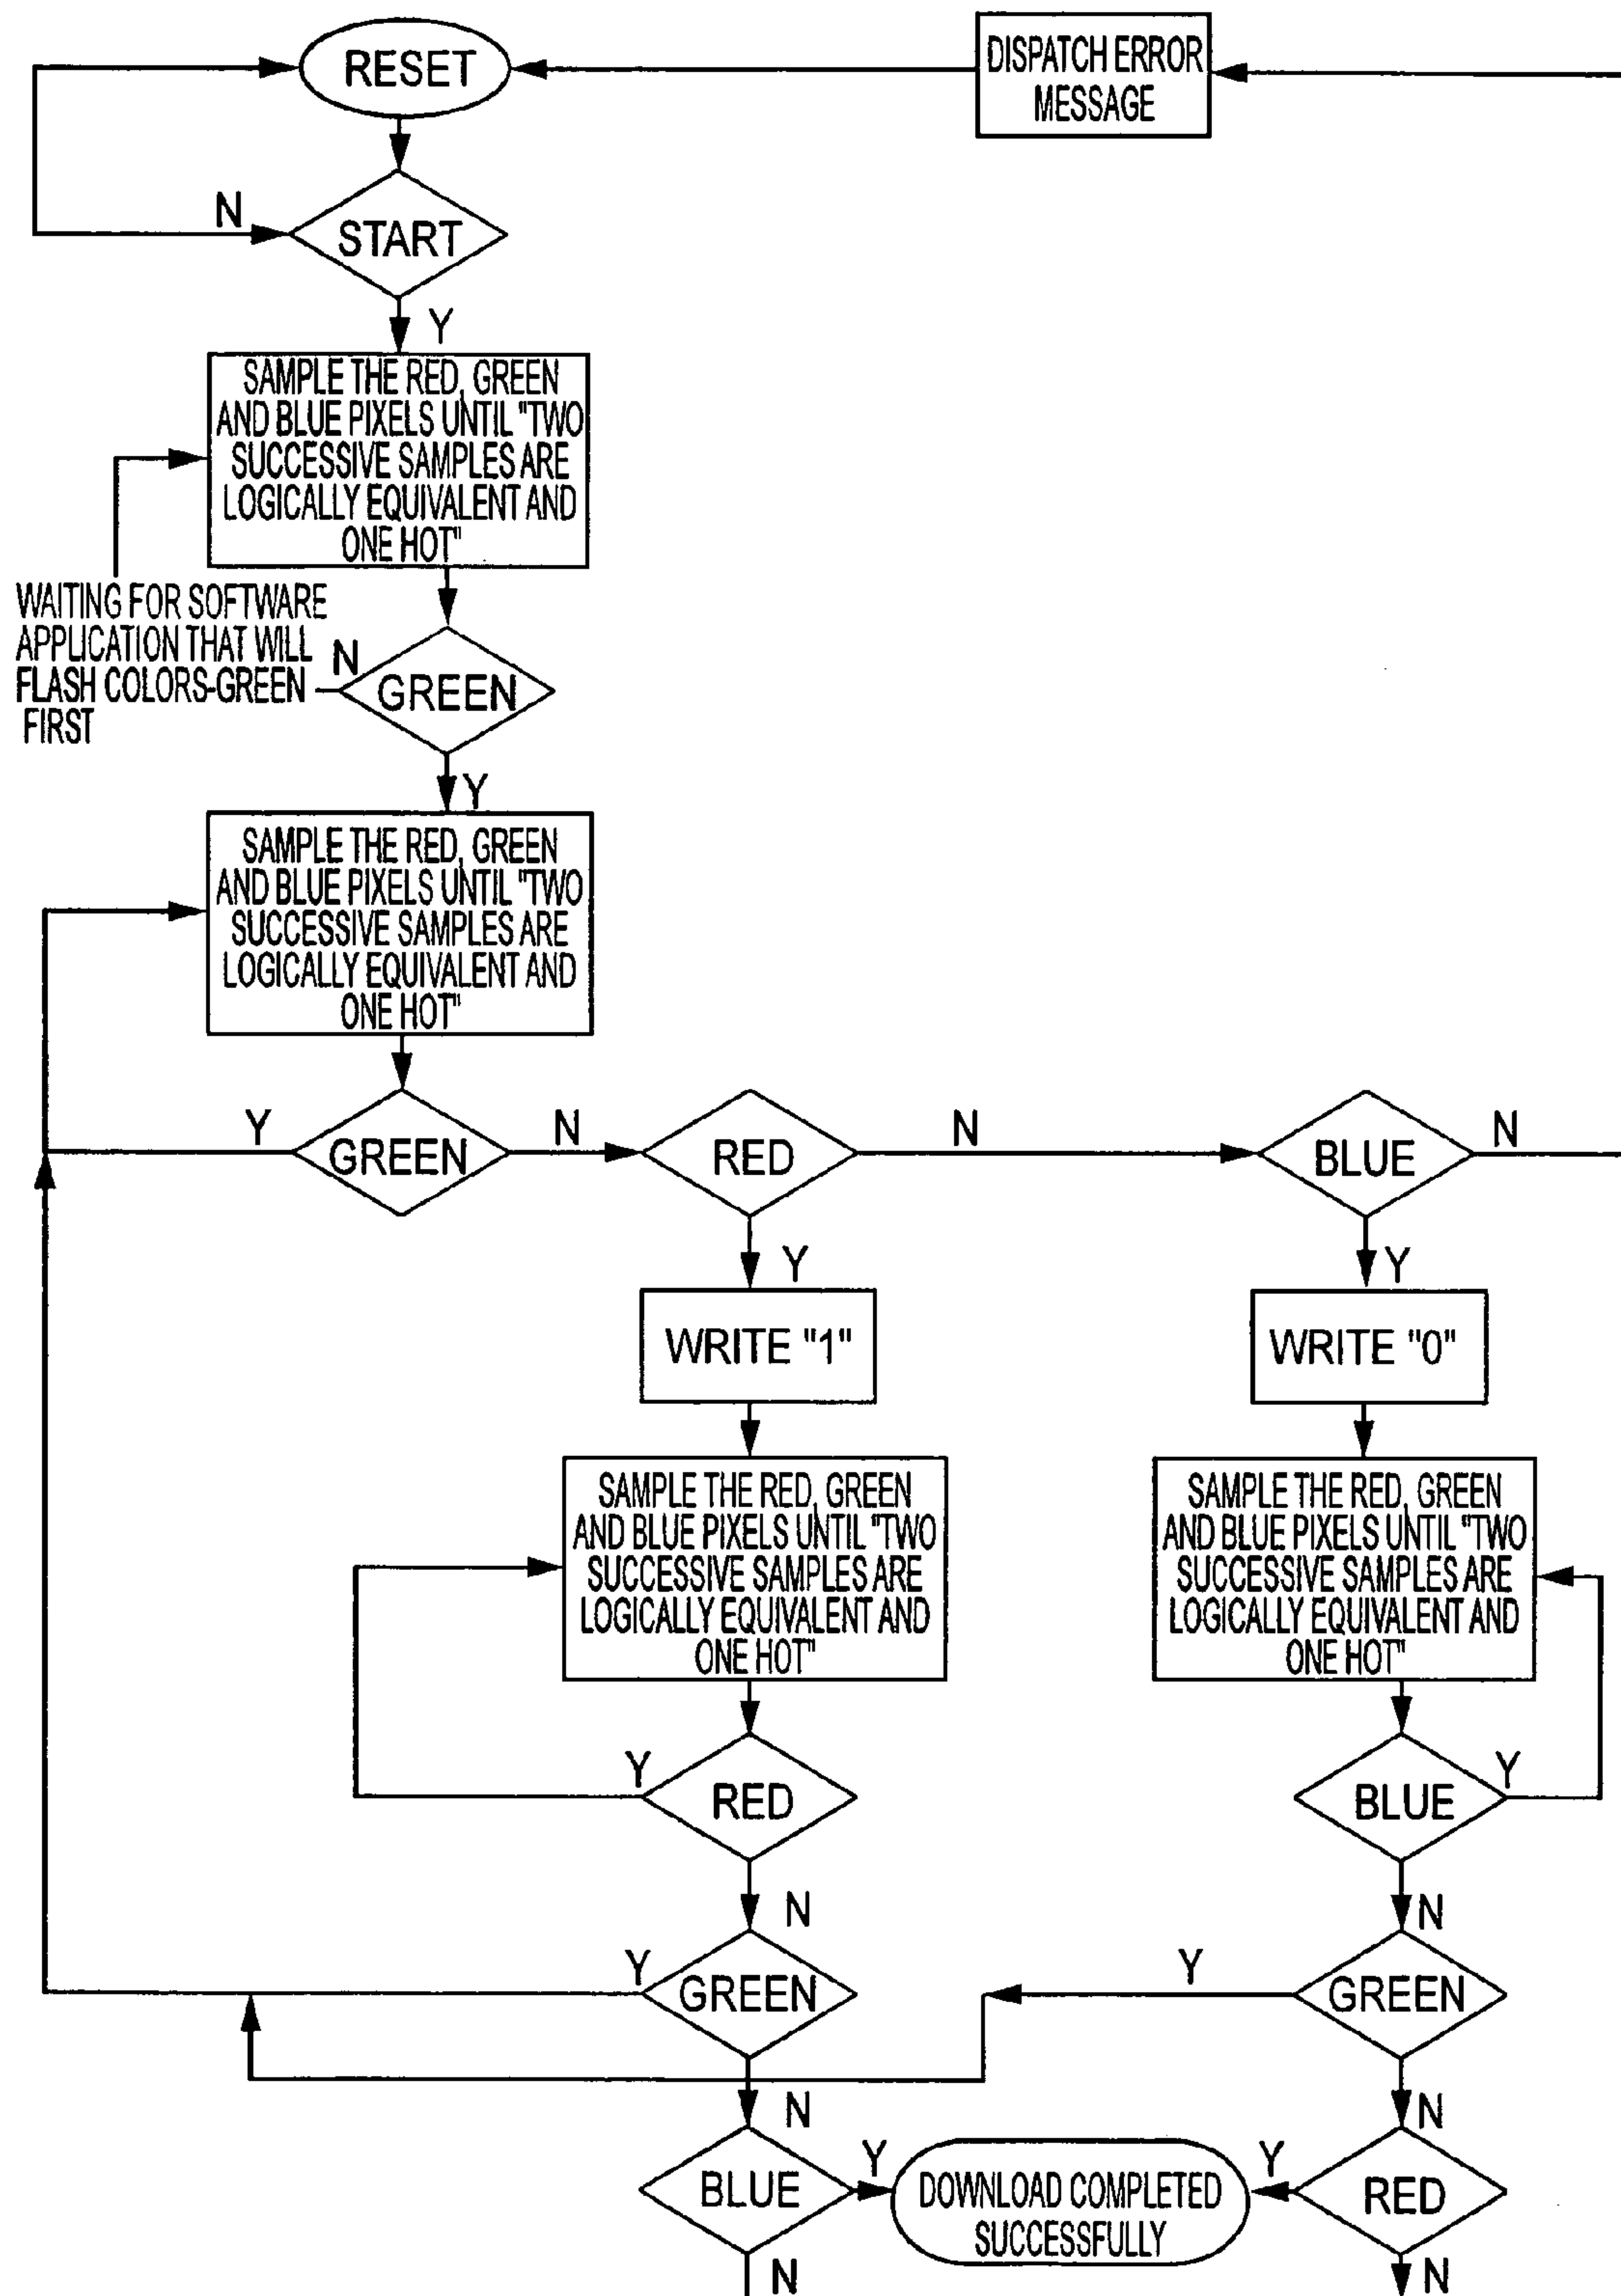 RESET
DISPATCH ERROR
MESSAGE
N
START
Y
SAMPLE THE RED, GREEN
AND BLUE PIXELS UNTIL "TWO
SUCCESSIVE SAMPLES ARE
LOGICALLY EQUIVALENT AND
ONE HOT"
WAITING FOR SOFTWARE
APPLICATION THAT WILL
FLASH COLORS-GREEN
FIRST
N
GREEN
Y
SAMPLE THE RED, GREEN
AND BLUE PIXELS UNTIL "TWO
SUCCESSIVE SAMPLES ARE
LOGICALLY EQUIVALENT AND
ONE HOT"
Y
GREEN
N
RED
N
BLUE
N
Y
Y
WRITE "1"
WRITE "0"
SAMPLE THE RED, GREEN
AND BLUE PIXELS UNTIL "TWO
SUCCESSIVE SAMPLES ARE
LOGICALLY EQUIVALENT AND
ONE HOT"
SAMPLE THE RED, GREEN
AND BLUE PIXELS UNTIL "TWO
SUCCESSIVE SAMPLES ARE
LOGICALLY EQUIVALENT AND
ONE HOT"
Y
RED
BLUE
Y
N
N
Y
GREEN
Y
GREEN
N
N
BLUE
Y
DOWNLOAD COMPLETED
SUCCESSFULLY
Y
RED
N
N